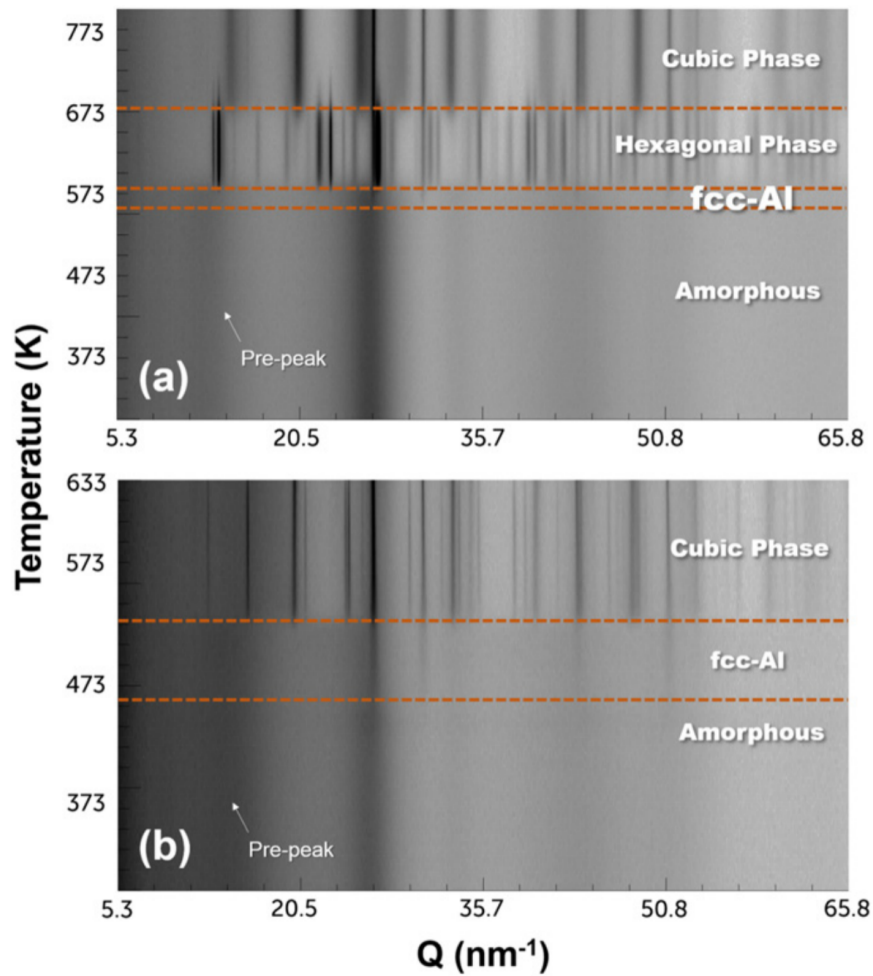 Temperature (K)
773
673
573
473
373
Cubic Phase
Hexagonal Phase
fcc-Al
Amorphous
Pre-peak
(a)
5.3 20.5 35.7 50.8 65.8
633
573
473
373
Cubic Phase
fcc-Al
Amorphous
Pre-peak
(b)
5.3 20.5 35.7 50.8 65.8
Q (nm⁻¹)